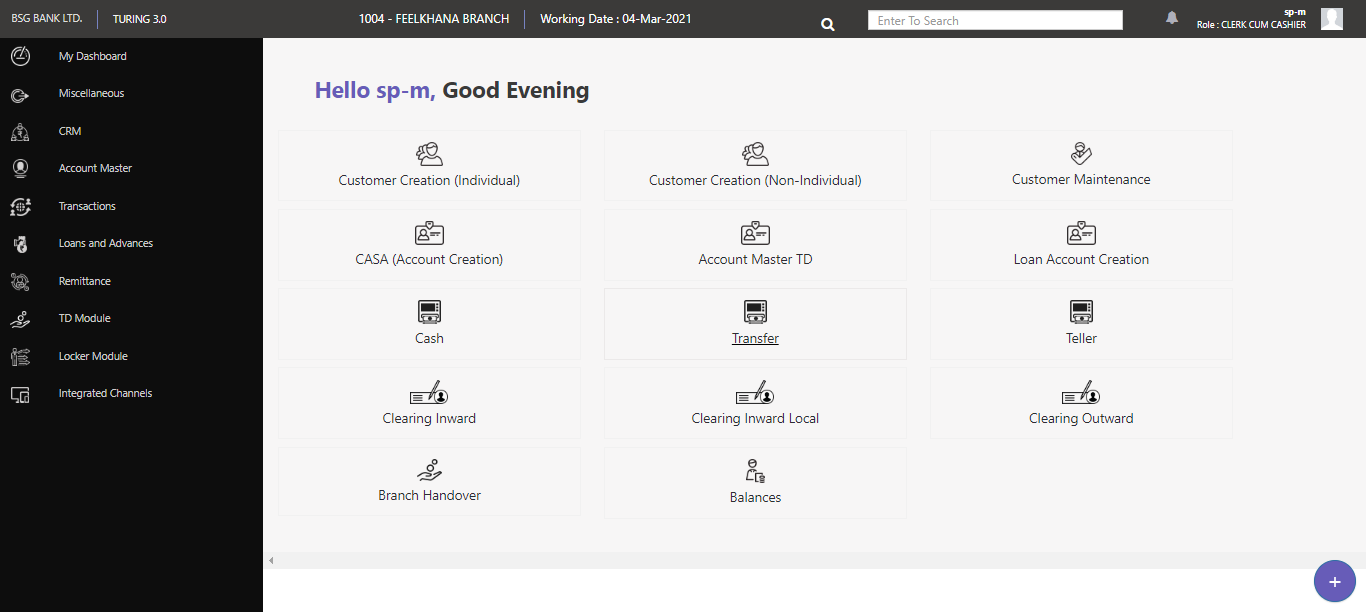 BSG BANK LTD. TURING 3.0 1004 - FEELKHANA BRANCH Working Date : 04-Mar-2021 Enter To Search sp-m
Role : CLERK CUM CASHIER
My Dashboard
Miscellaneous
CRM
Account Master
Transactions
Loans and Advances
Remittance
TD Module
Locker Module
Integrated Channels
Hello sp-m, Good Evening
Customer Creation (Individual) Customer Creation (Non-Individual) Customer Maintenance
CASA (Account Creation) Account Master TD Loan Account Creation
Cash Transfer Teller
Clearing Inward Clearing Inward Local Clearing Outward
Branch Handover Balances
+